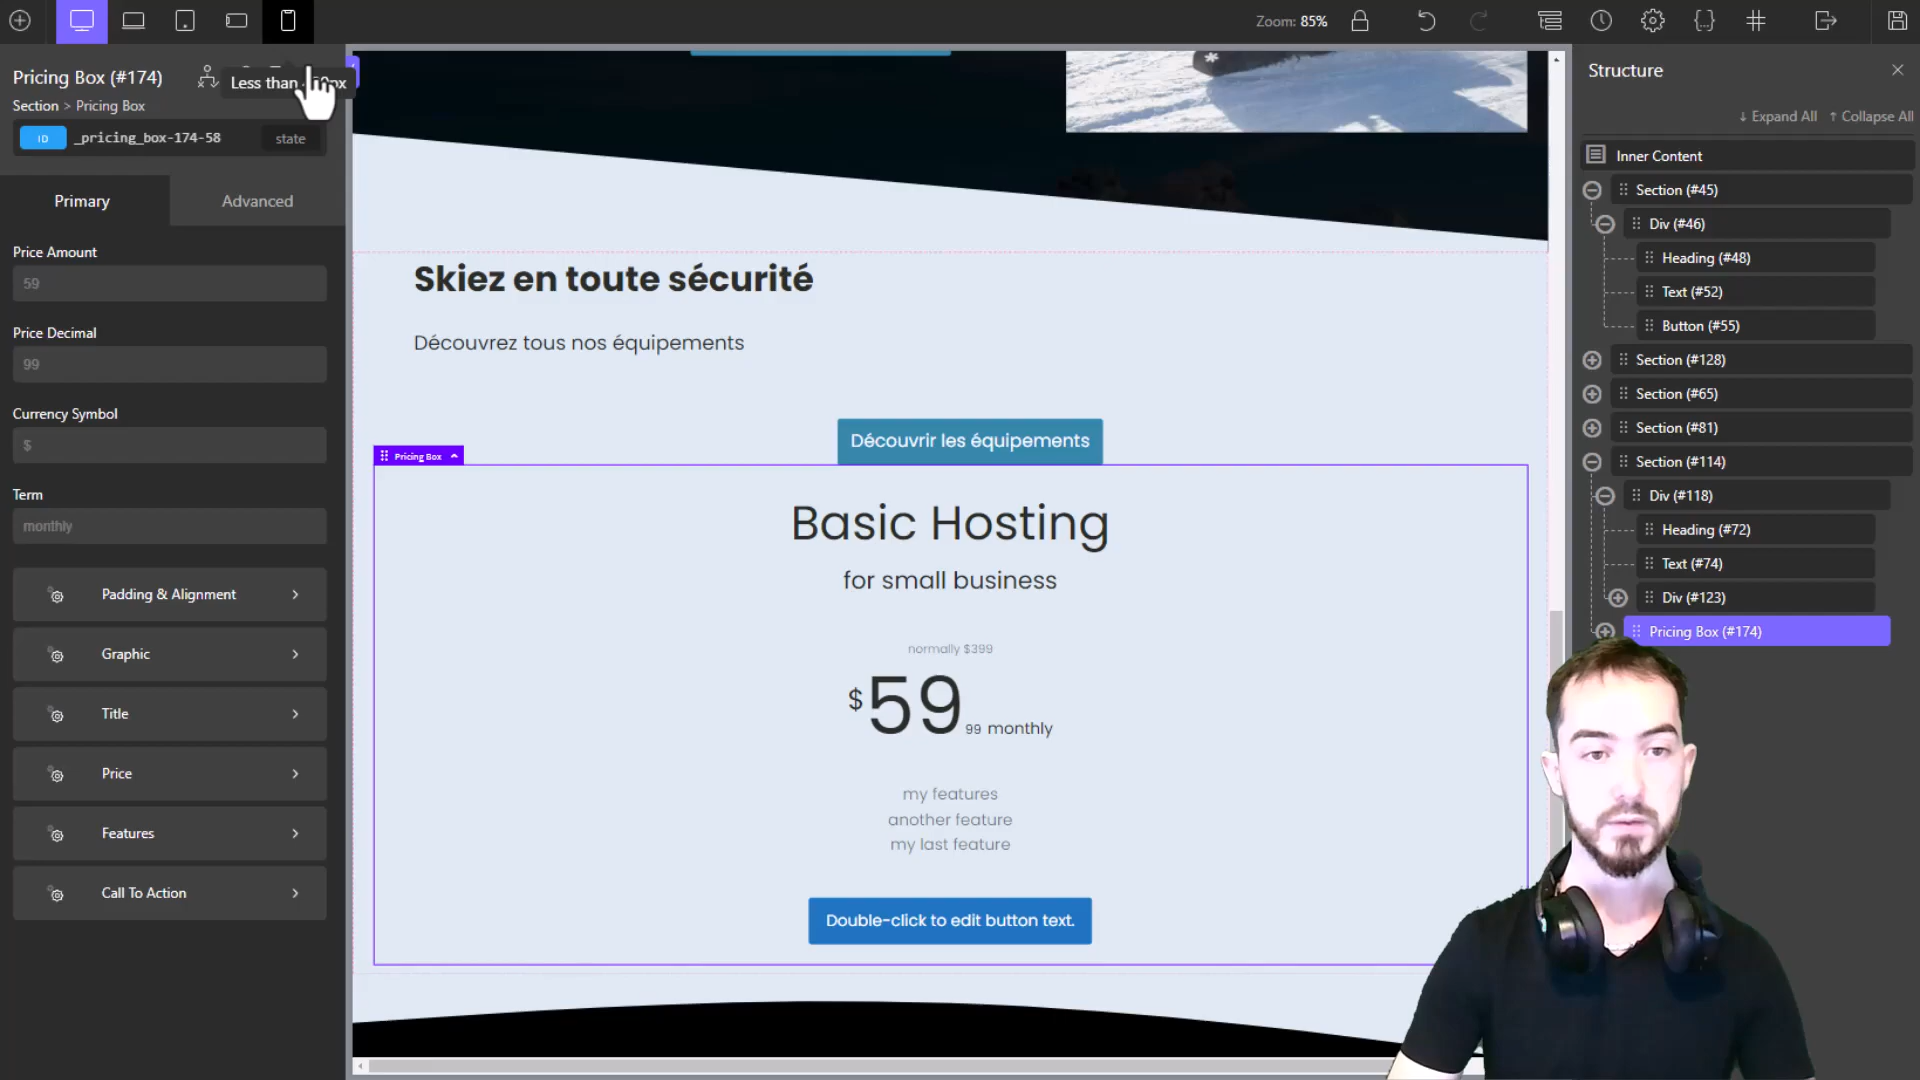 Zoom: 85%
Pricing Box (#174)
Less than
px
Section > Pricing Box
ID
_pricing_box-174-58
state
Primary
Advanced
Price Amount
59
Price Decimal
99
Currency Symbol
$
Term
monthly
Padding & Alignment
Graphic
Title
Price
Features
Call To Action
Skiez en toute sécurité
Découvrez tous nos équipements
Découvrir les équipements
Pricing Box
Basic Hosting
for small business
normally $399
$59 99 monthly
my features
another feature
my last feature
Double-click to edit button text.
Structure
↓ Expand All ↑ Collapse All
Inner Content
Section (#45)
Div (#46)
Heading (#48)
Text (#52)
Button (#55)
Section (#128)
Section (#65)
Section (#81)
Section (#114)
Div (#118)
Heading (#72)
Text (#74)
Div (#123)
Pricing Box (#174)